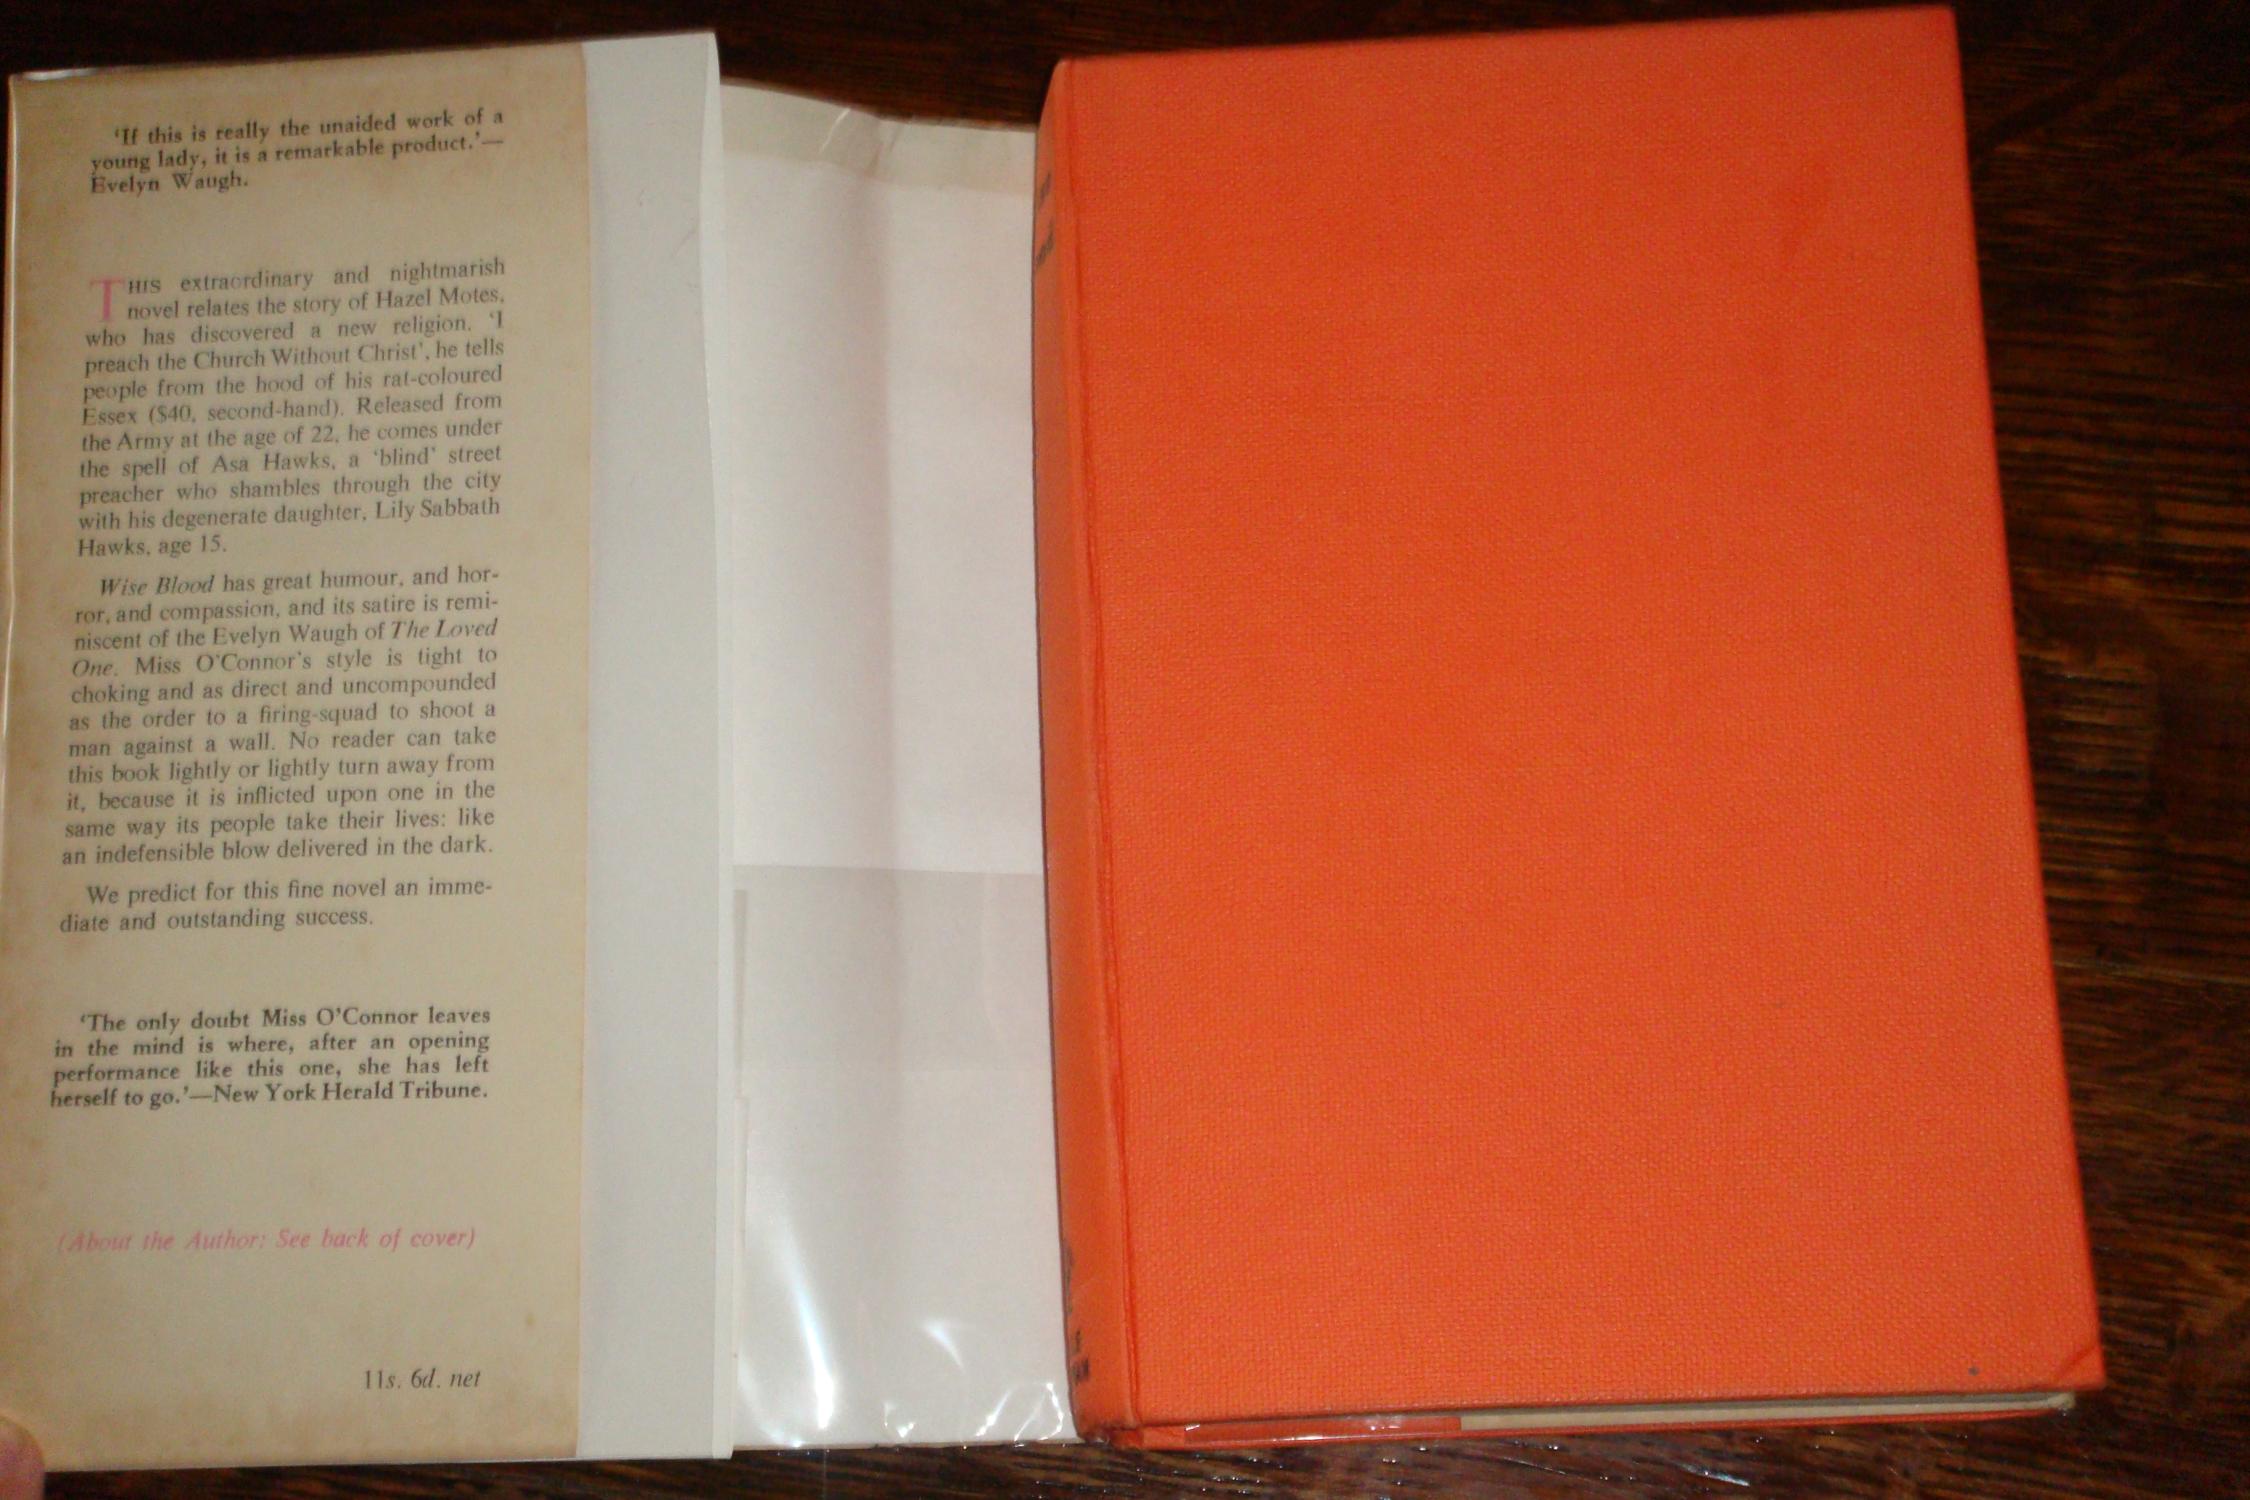 'If this is really the unaided work of a
young lady, it is a remarkable product.'—
Evelyn Waugh.
THIS extraordinary and nightmarish
novel relates the story of Hazel Motes,
who has discovered a new religion. 'I
preach the Church Without Christ', he tells
people from the hood of his rat-coloured
Essex ($40, second-hand). Released from
the Army at the age of 22, he comes under
the spell of Asa Hawks, a 'blind' street
preacher who shambles through the city
with his degenerate daughter, Lily Sabbath
Hawks, age 15.
Wise Blood has great humour, and hor-
ror, and compassion, and its satire is remi-
niscent of the Evelyn Waugh of The Loved
One. Miss O'Connor's style is tight to
choking and as direct and uncompounded
as the order to a firing-squad to shoot a
man against a wall. No reader can take
this book lightly or lightly turn away from
it, because it is inflicted upon one in the
same way its people take their lives: like
an indefensible blow delivered in the dark.
We predict for this fine novel an imme-
diate and outstanding success.
'The only doubt Miss O'Connor leaves
in the mind is where, after an opening
performance like this one, she has left
herself to go.'—New York Herald Tribune.
(About the Author: See back of cover)
11s. 6d. net